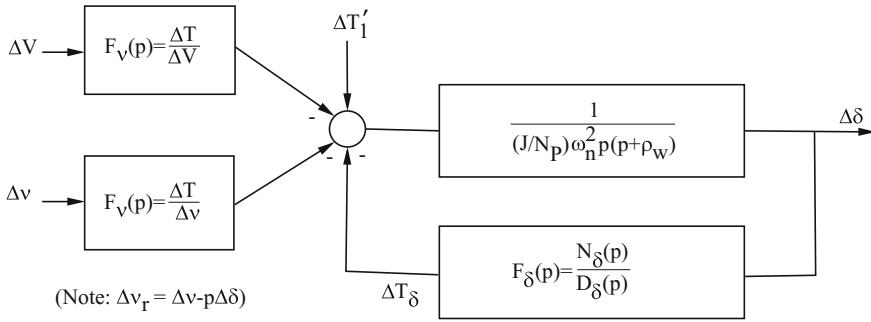 ΔV
F_ν(p)=ΔT/ΔV
ΔT_1′
-
1/((J/N_P)ω_n^2 p(p+ρ_w))
Δδ
- -
Δν
F_ν(p)=ΔT/Δν
ΔT_δ
F_δ(p)=N_δ(p)/D_δ(p)
(Note: Δν_r = Δν-pΔδ)